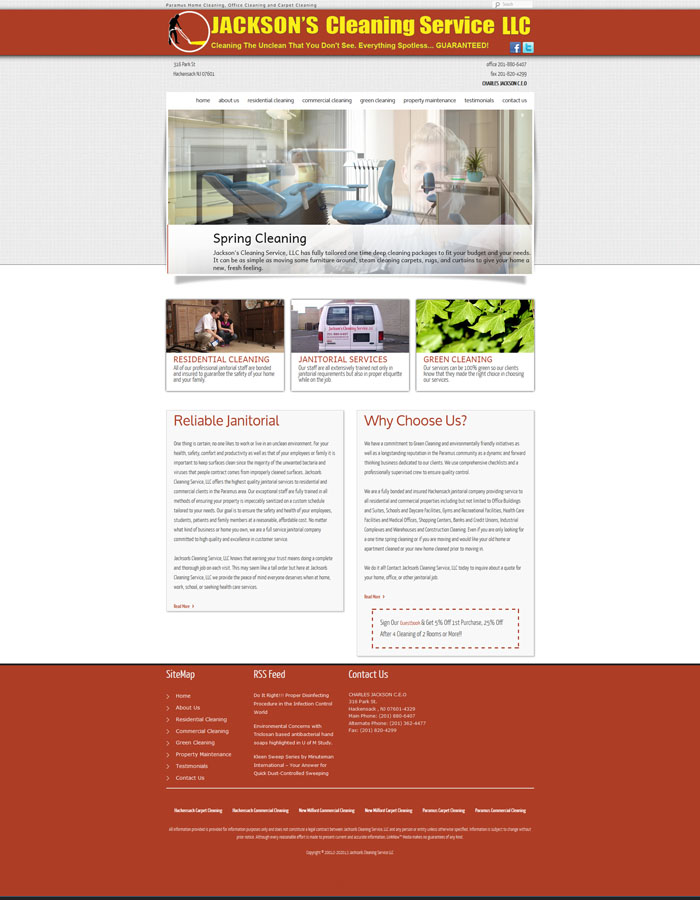 Paramus Home Cleaning, Office Cleaning and Carpet Cleaning
Search
JACKSON'S Cleaning Service LLC
Cleaning The Unclean That You Don't See. Everything Spotless... GUARANTEED!
316 Park St
Hackensack NJ 07601
office 201-880-6407
fax 201-820-4299
CHARLES JACKSON C.E.O
home about us residential cleaning commercial cleaning green cleaning property maintenance testimonials contact us
Spring Cleaning
Jackson's Cleaning Service, LLC has fully tailored one time deep cleaning packages to fit your budget and your needs.
It can be as simple as moving some furniture around, steam cleaning carpets, rugs, and curtains to give your home a
new, fresh feeling.
RESIDENTIAL CLEANING
All of our professional janitorial staff are bonded
and insured to guarantee the safety of your home
and your family.
JANITORIAL SERVICES
Our staff are all extensively trained not only in
janitorial requirements but also in proper etiquette
while on the job.
GREEN CLEANING
Our services can be 100% green so our clients
know that they made the right choice in choosing
our services.
Reliable Janitorial
One thing is certain; no one likes to work or live in an unclean environment. For your
health, safety, comfort and productivity as well as that of your employees or family it is
important to keep surfaces clean since the majority of the unwanted bacteria and
viruses that people contract comes from improperly cleaned surfaces. Jacksons
Cleaning Service, LLC offers the highest quality janitorial services to residential and
commercial clients in the Paramus area. Our exceptional staff are fully trained in all
methods of ensuring your property is impeccably sanitized on a custom schedule
tailored to your needs. Our goal is to ensure the safety and health of your employees,
students, patients and family members at a reasonable, affordable cost. No matter
what kind of business or home you own, we are a full service janitorial company
committed to high quality and excellence in customer service.
Jacksons Cleaning Service, LLC knows that earning your trust means doing a complete
and thorough job on each visit. This may seem like a tall order but here at Jacksons
Cleaning Service, LLC we provide the peace of mind everyone deserves when at home,
work, school, or seeking health care services.
Read More
Why Choose Us?
We have a commitment to Green Cleaning and environmentally friendly initiatives as
well as a longstanding reputation in the Paramus community, as a dynamic and forward
thinking business dedicated to our clients. We use comprehensive checklists and a
professionally supervised crew to ensure quality control.
We are a fully bonded and insured Hackensack janitorial company providing service to
all residential and commercial properties including but not limited to Office Buildings
and Suites, Schools and Daycare Facilities, Gyms and Recreational Facilities, Health Care
Facilities and Medical Offices, Shopping Centers, Banks and Credit Unions, Industrial
Complexes and Warehouses and Construction Cleaning. Even if you are only looking for
a one-time spring cleaning or if you are moving and would like your old home or
apartment cleaned or your new home cleaned prior to moving in.
We do it all! Contact Jacksons Cleaning Service, LLC today to inquire about a quote for
your home, office, or other janitorial job.
Read More
Sign Our Guestbook & Get 5% Off 1st Purchase, 25% Off
After 4 Cleaning of 2 Rooms or More!!!
SiteMap
Home
About Us
Residential Cleaning
Commercial Cleaning
Green Cleaning
Property Maintenance
Testimonials
Contact Us
RSS Feed
Do It Right!!! Proper Disinfecting
Procedure in the Infection Control
World
Environmental Concerns with
Triclosan based antibacterial hand
soaps highlighted in U of M Study.
Kleen Sweep Series by Minuteman
International – Your Answer for
Quick Dust-Controlled Sweeping
Contact Us
CHARLES JACKSON C.E.O
316 Park St.
Hackensack , NJ 07601-4329
Main Phone: (201) 880-6407
Alternate Phone: (201) 362-4477
Fax: (201) 820-4299
Hackensack Carpet Cleaning Hackensack Commercial Cleaning New Milford Commercial Cleaning New Milford Carpet Cleaning Paramus Carpet Cleaning Paramus Commercial Cleaning
All information provided is provided for information purposes only and does not constitute a legal contract between Jacksons Cleaning Service, LLC and any person or entity unless otherwise specified. Information is subject to change without
prior notice. Although every reasonable effort is made to present current and accurate information, LinkNow™ Media makes no guarantees of any kind.